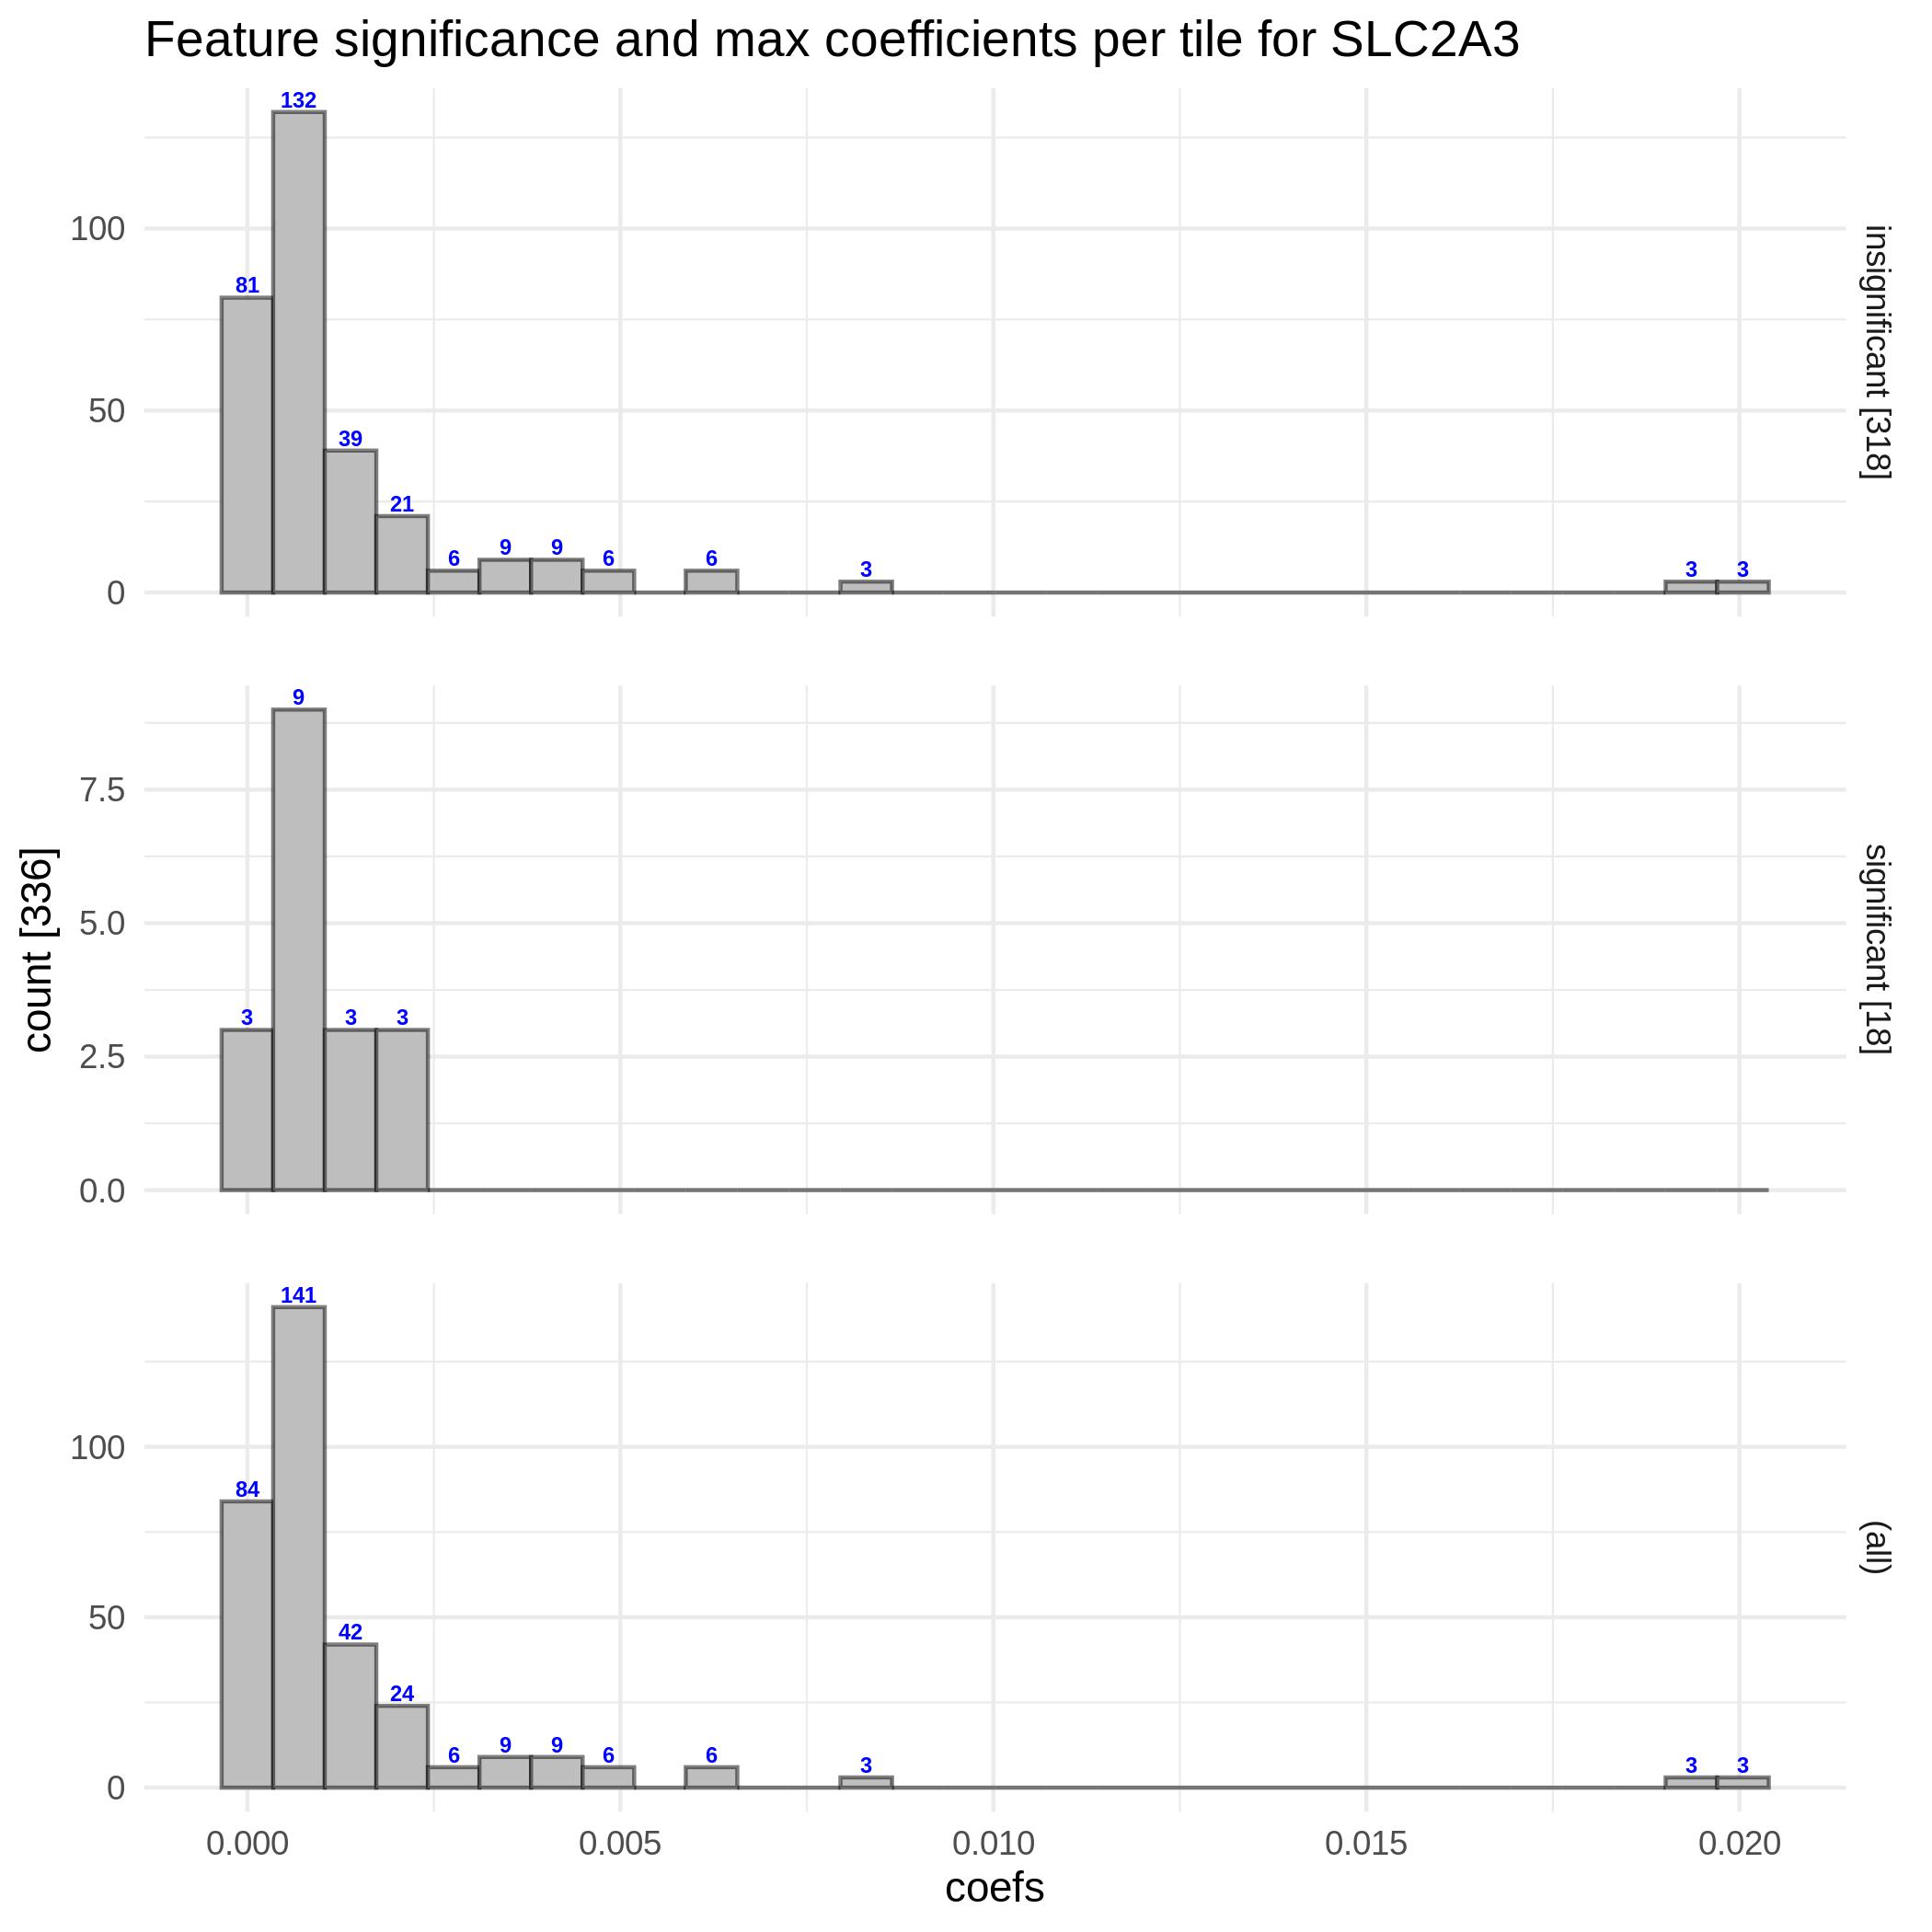 Feature significance and max coefficients per tile for SLC2A3
132
81
39
21
6 9 9 6 6 3 3 3
100
50
0
insignificant [318]
9
3 3 3
7.5
5.0
2.5
0.0
significant [18]
count [336]
141
84
42
24
6 9 9 6 6 3 3 3
100
50
0
(all)
0.000 0.005 0.010 0.015 0.020
coefs